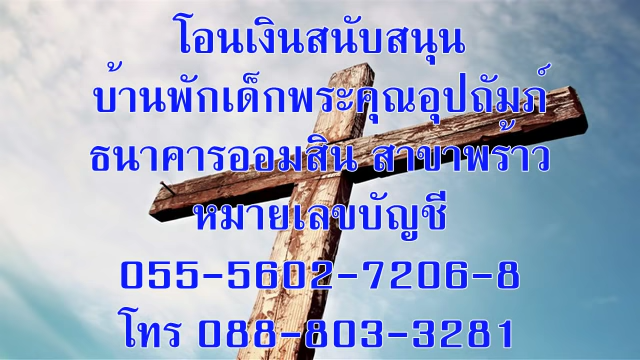 โอนเงินสนับสนุน
บ้านพักเด็กพระคุณอุปถัมภ์
ธนาคารออมสิน สาขาพร้าว
หมายเลขบัญชี
055-5602-7206-8
โทร 088-803-3281